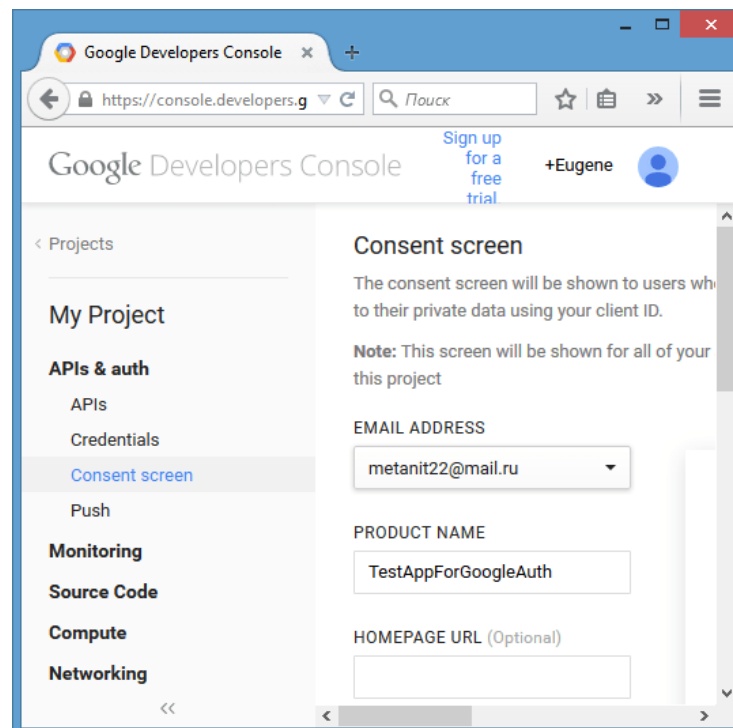 Google Developers Console
https://console.developers.g
Поиск
Google Developers Console
Sign up
for a
free
trial.
+Eugene
Projects
My Project
APIs & auth
APIs
Credentials
Consent screen
Push
Monitoring
Source Code
Compute
Networking
Consent screen
The consent screen will be shown to users who
to their private data using your client ID.
Note: This screen will be shown for all of your
this project
EMAIL ADDRESS
metanit22@mail.ru
PRODUCT NAME
TestAppForGoogleAuth
HOMEPAGE URL (Optional)